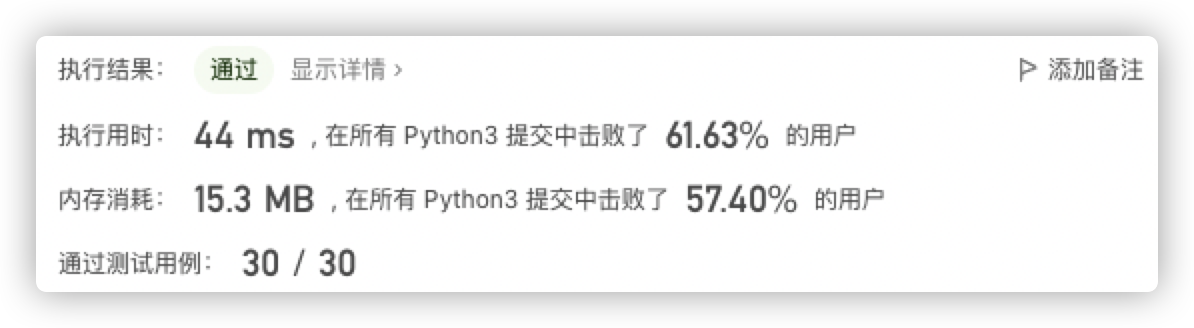 执行结果： 通过 显示详情 › 添加备注
执行用时： 44 ms , 在所有 Python3 提交中击败了 61.63% 的用户
内存消耗： 15.3 MB , 在所有 Python3 提交中击败了 57.40% 的用户
通过测试用例： 30 / 30